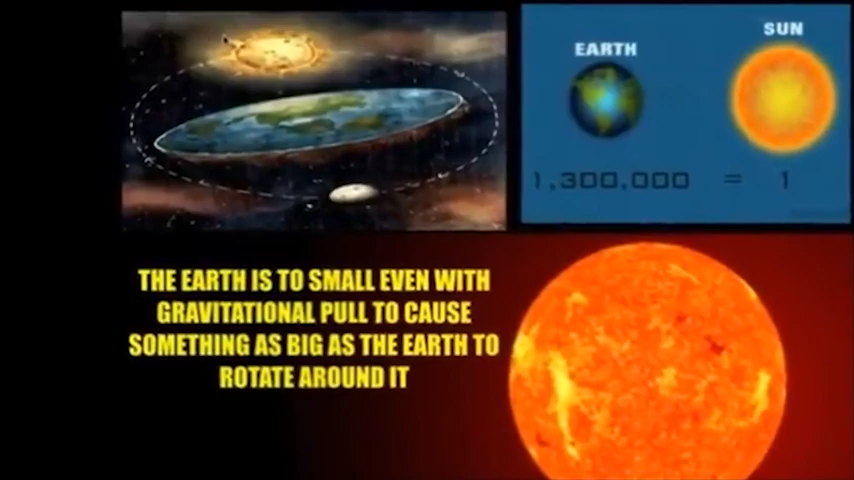 EARTH
SUN
1,300,000 = 1
THE EARTH IS TO SMALL EVEN WITH
GRAVITATIONAL PULL TO CAUSE
SOMETHING AS BIG AS THE EARTH TO
ROTATE AROUND IT